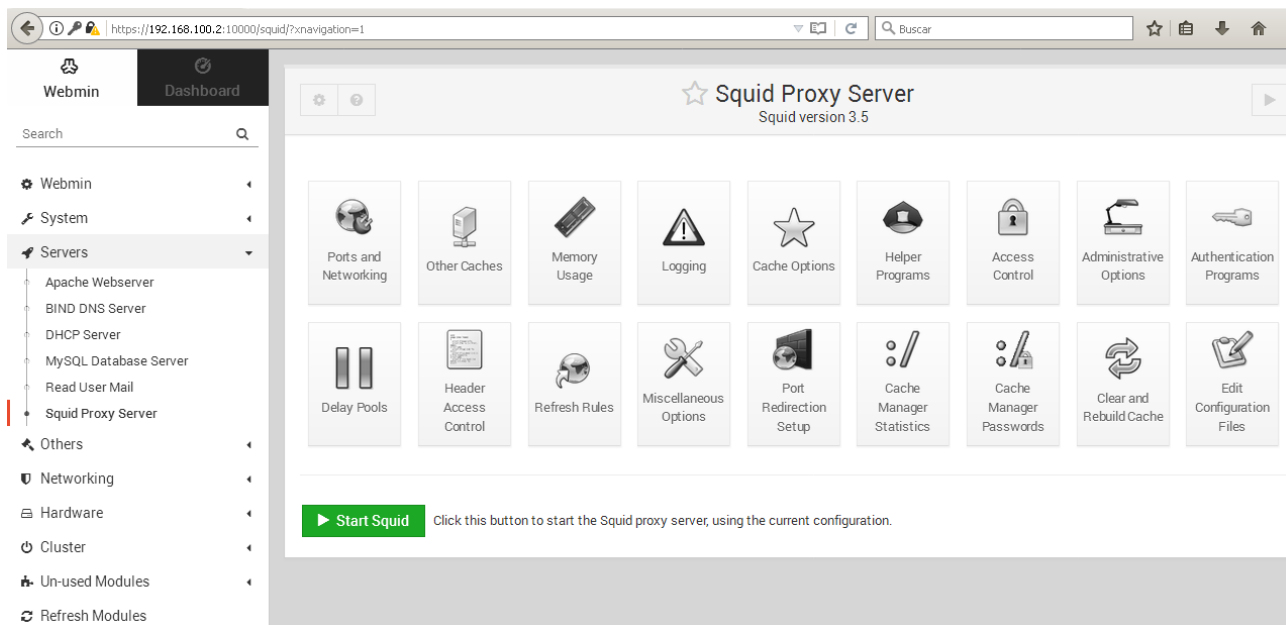 https://192.168.100.2:10000/squid/?xnavigation=1
Buscar
Webmin
Dashboard
Search
Webmin
System
Servers
Apache Webserver
BIND DNS Server
DHCP Server
MySQL Database Server
Read User Mail
Squid Proxy Server
Others
Networking
Hardware
Cluster
Un-used Modules
Refresh Modules
Squid Proxy Server
Squid version 3.5
Ports and
Networking
Other Caches
Memory
Usage
Logging
Cache Options
Helper
Programs
Access
Control
Administrative
Options
Authentication
Programs
Delay Pools
Header
Access
Control
Refresh Rules
Miscellaneous
Options
Port
Redirection
Setup
Cache
Manager
Statistics
Cache
Manager
Passwords
Clear and
Rebuild Cache
Edit
Configuration
Files
Start Squid
Click this button to start the Squid proxy server, using the current configuration.